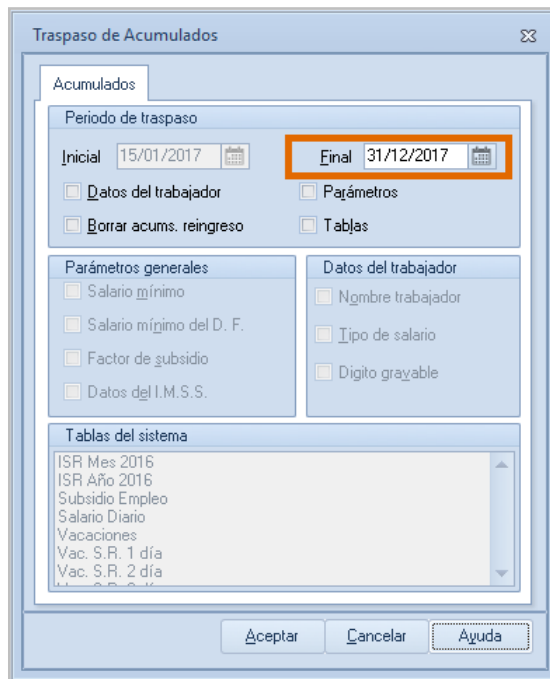 Traspaso de Acumulados
Acumulados
Periodo de traspaso
Inicial 15/01/2017 Final 31/12/2017
Datos del trabajador Parámetros
Borrar acums. reingreso Tablas
Parámetros generales Datos del trabajador
Salario mínimo Nombre trabajador
Salario mínimo del D. F. Tipo de salario
Factor de subsidio Digito gravable
Datos del I.M.S.S.
Tablas del sistema
ISR Mes 2016
ISR Año 2016
Subsidio Empleo
Salario Diario
Vacaciones
Vac. S.R. 1 día
Vac. S.R. 2 día
Aceptar Cancelar Ayuda